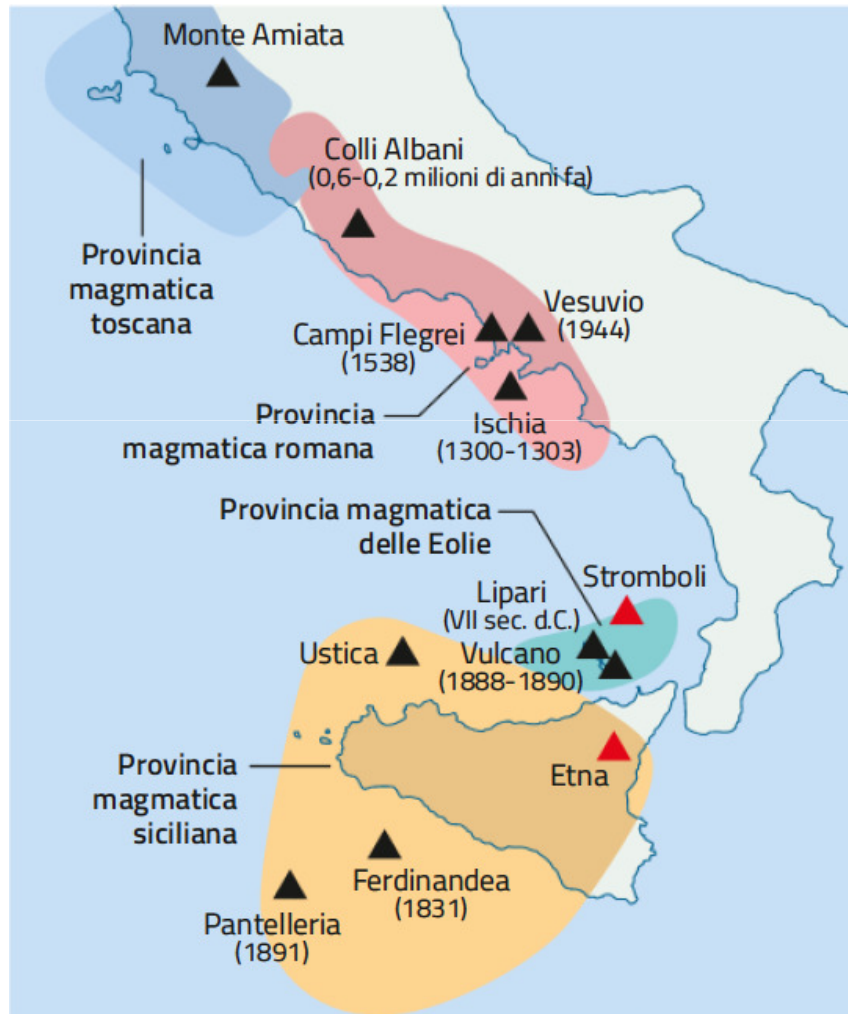 Monte Amiata
Colli Albani
(0,6-0,2 milioni di anni fa)
Provincia
magmatica
toscana
Vesuvio
(1944)
Campi Flegrei
(1538)
Provincia
magmatica romana
Ischia
(1300-1303)
Provincia magmatica
delle Eolie
Stromboli
Lipari
(VII sec. d.C.)
Ustica
Vulcano
(1888-1890)
Provincia
magmatica
siciliana
Etna
Ferdinandea
(1831)
Pantelleria
(1891)